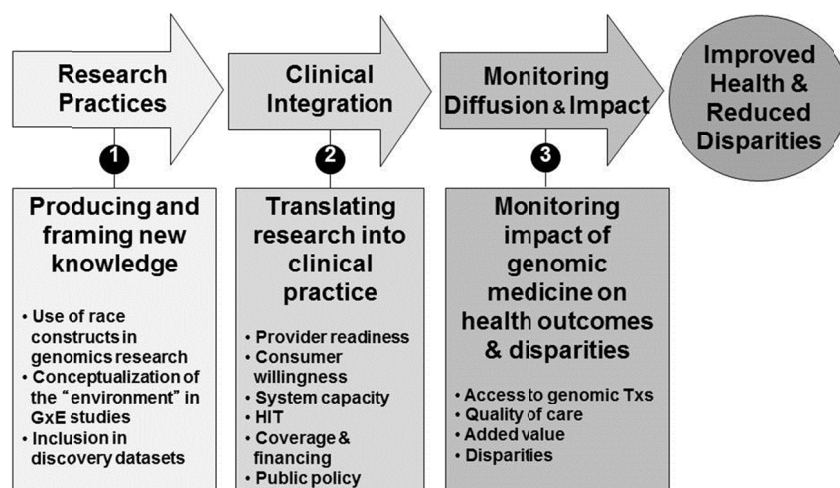 Research
Practices
Clinical
Integration
Monitoring
Diffusion & Impact
Improved
Health &
Reduced
Disparities
1
2
3
Producing and
framing new
knowledge
• Use of race
constructs in
genomics research
• Conceptualization of
the "environment" in
GxE studies
• Inclusion in
discovery datasets
Translating
research into
clinical
practice
• Provider readiness
• Consumer
willingness
• System capacity
• HIT
• Coverage &
financing
• Public policy
Monitoring
impact of
genomic
medicine on
health outcomes
& disparities
• Access to genomic Txs
• Quality of care
• Added value
• Disparities